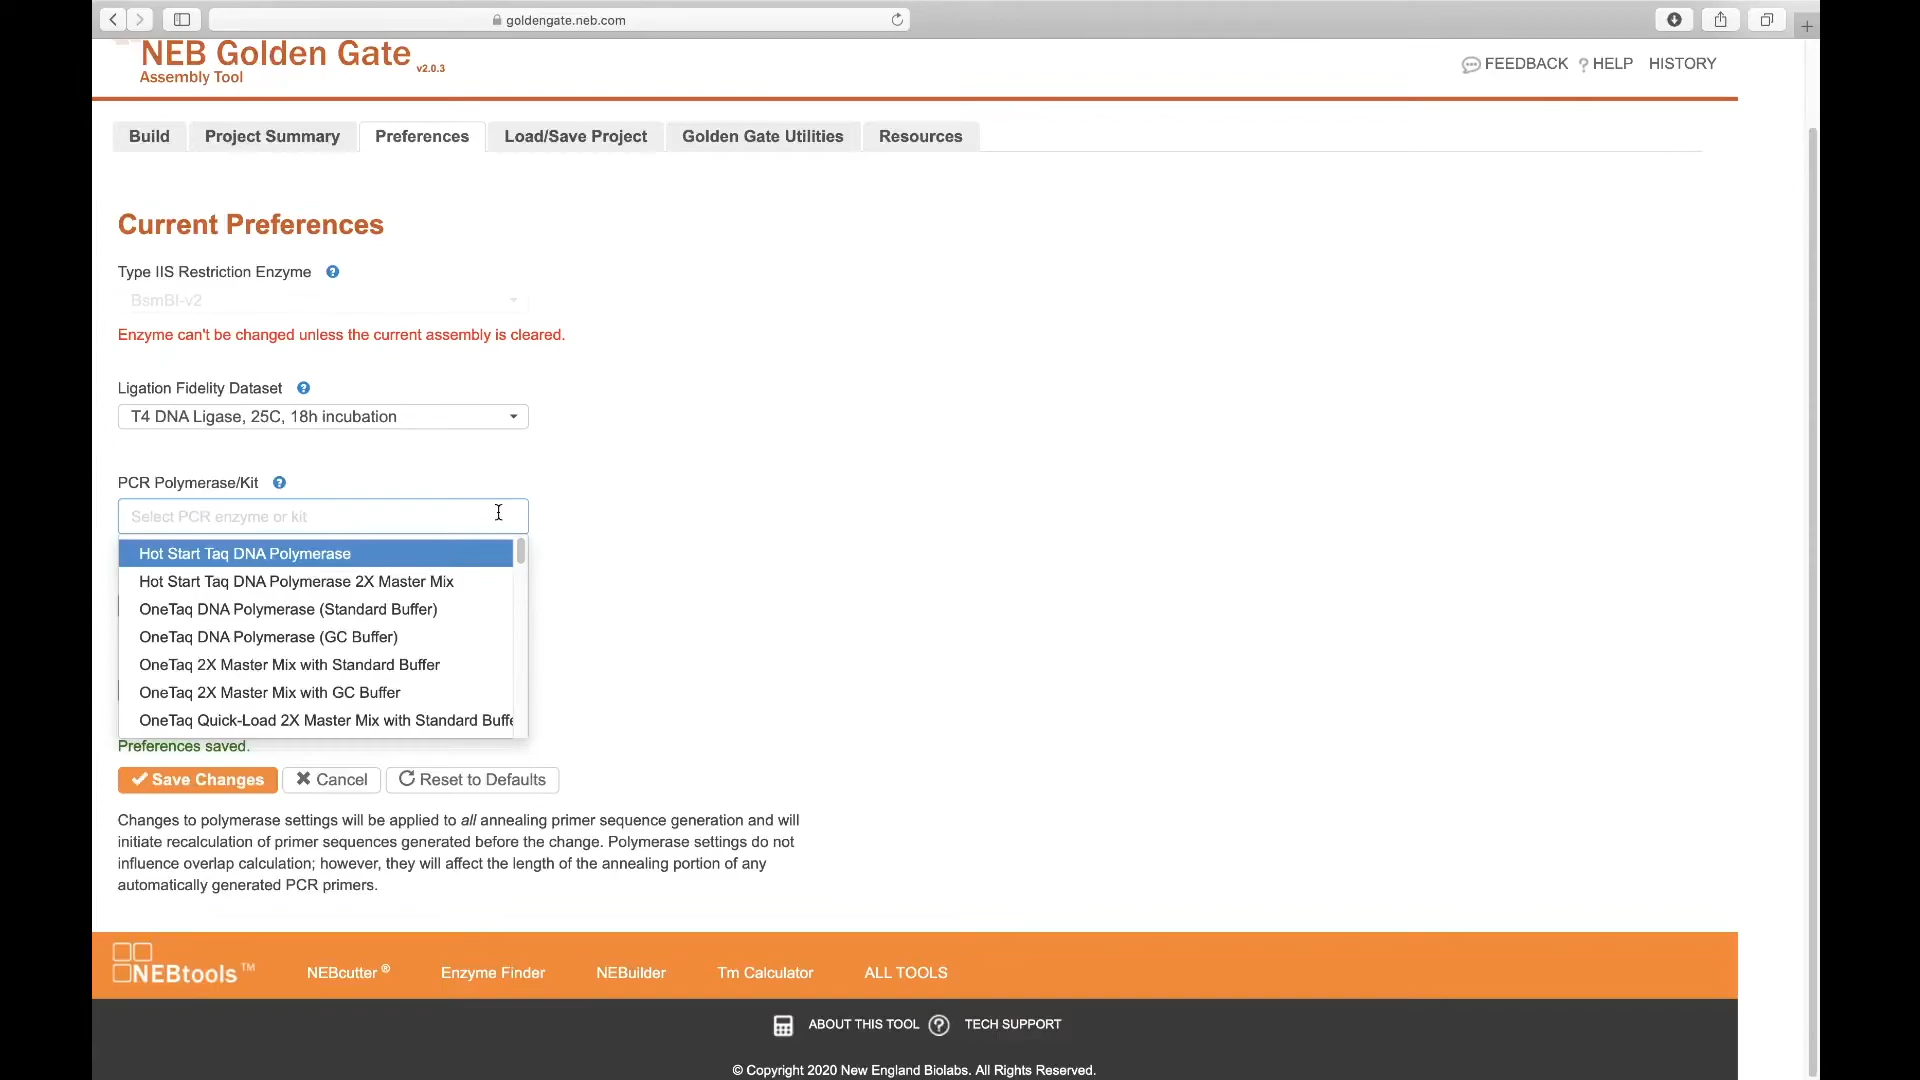 goldengate.neb.com
NEB Golden Gate v2.0.3
Assembly Tool
FEEDBACK ? HELP HISTORY
Build Project Summary Preferences Load/Save Project Golden Gate Utilities Resources
Current Preferences
Type IIS Restriction Enzyme ?
BsmBI-v2
Enzyme can't be changed unless the current assembly is cleared.
Ligation Fidelity Dataset ?
T4 DNA Ligase, 25C, 18h incubation
PCR Polymerase/Kit ?
Select PCR enzyme or kit
Hot Start Taq DNA Polymerase
Hot Start Taq DNA Polymerase 2X Master Mix
OneTaq DNA Polymerase (Standard Buffer)
OneTaq DNA Polymerase (GC Buffer)
OneTaq 2X Master Mix with Standard Buffer
OneTaq 2X Master Mix with GC Buffer
OneTaq Quick-Load 2X Master Mix with Standard Buffe
Preferences saved.
Save Changes Cancel Reset to Defaults
Changes to polymerase settings will be applied to all annealing primer sequence generation and will
initiate recalculation of primer sequences generated before the change. Polymerase settings do not
influence overlap calculation; however, they will affect the length of the annealing portion of any
automatically generated PCR primers.
NEBtools™ NEBcutter® Enzyme Finder NEBuilder Tm Calculator ALL TOOLS
ABOUT THIS TOOL ? TECH SUPPORT
© Copyright 2020 New England Biolabs. All Rights Reserved.